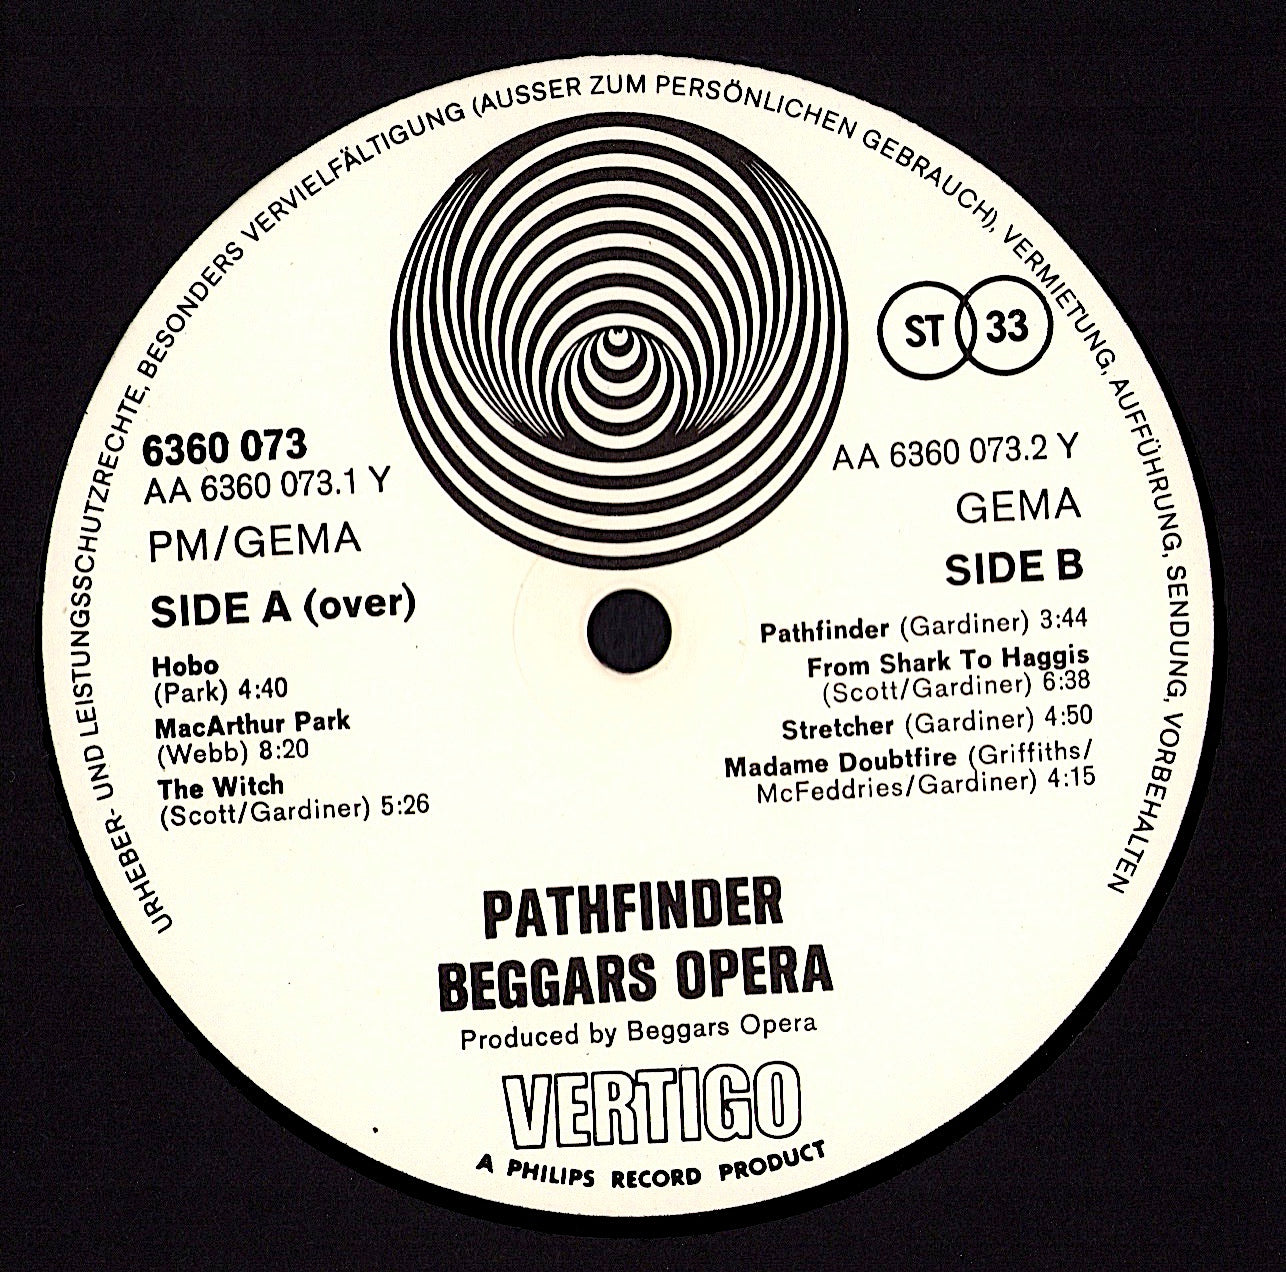 URHEBER- UND LEISTUNGSSCHUTZRECHTE, BESONDERS VERVIELFÄLTIGUNG (AUSSER ZUM PERSÖNLICHEN GEBRAUCH), VERMIETUNG, AUFFÜHRUNG, SENDUNG, VORBEHALTEN
ST 33
6360 073
AA 6360 073.1 Y
PM/GEMA
SIDE A (over)
Hobo
(Park) 4:40
MacArthur Park
(Webb) 8:20
The Witch
(Scott/Gardiner) 5:26
AA 6360 073.2 Y
GEMA
SIDE B
Pathfinder (Gardiner) 3:44
From Shark To Haggis
(Scott/Gardiner) 6:38
Stretcher (Gardiner) 4:50
Madame Doubtfire (Griffiths/
McFeddries/Gardiner) 4:15
PATHFINDER
BEGGARS OPERA
Produced by Beggars Opera
VERTIGO
A PHILIPS RECORD PRODUCT